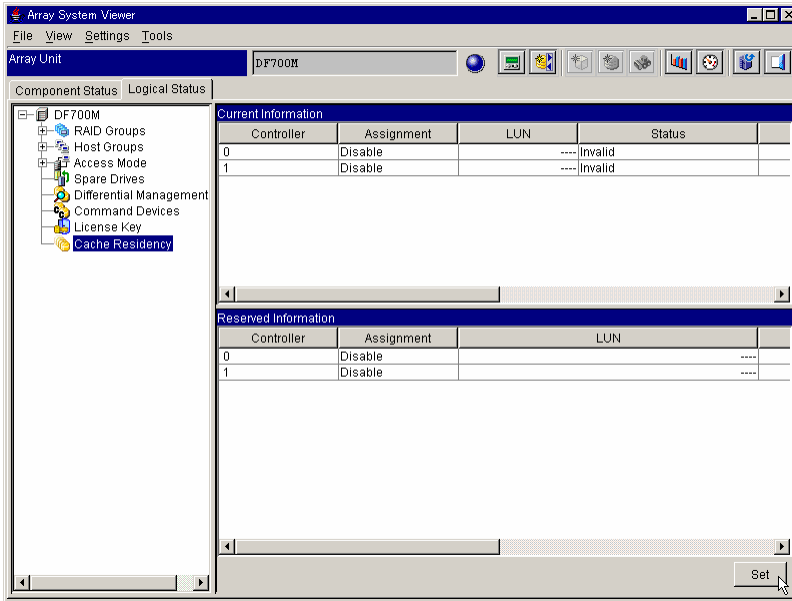 Array System Viewer
File View Settings Tools
Array Unit
DF700M
Component Status Logical Status
DF700M
RAID Groups
Host Groups
Access Mode
Spare Drives
Differential Management
Command Devices
License Key
Cache Residency
Current Information
Controller Assignment LUN Status
0 Disable ---- Invalid
1 Disable ---- Invalid
Reserved Information
Controller Assignment LUN
0 Disable ----
1 Disable ----
Set